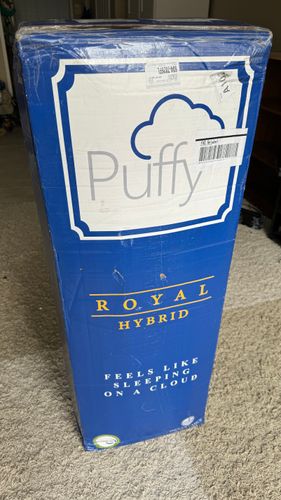 Puffy
ROYAL
HYBRID
FEELS LIKE
SLEEPING
ON A CLOUD